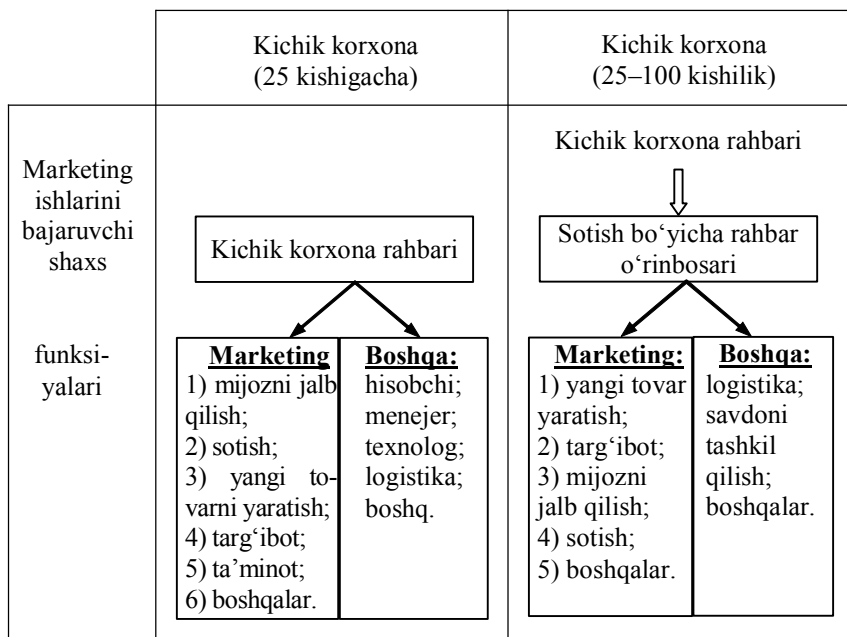 Kichik korxona
(25 kishigacha)
Kichik korxona
(25–100 kishilik)
Marketing
ishlarini
bajaruvchi
shaxs
funksi-
yalari
Kichik korxona rahbari
Marketing
1) mijozni jalb
qilish;
2) sotish;
3) yangi to-
varni yaratish;
4) targ‘ibot;
5) ta’minot;
6) boshqalar.
Boshqa:
hisobchi;
menejer;
texnolog;
logistika;
boshq.
Kichik korxona rahbari
Sotish bo‘yicha rahbar
o‘rinbosari
Marketing:
1) yangi tovar
yaratish;
2) targ‘ibot;
3) mijozni
jalb qilish;
4) sotish;
5) boshqalar.
Boshqa:
logistika;
savdoni
tashkil
qilish;
boshqalar.